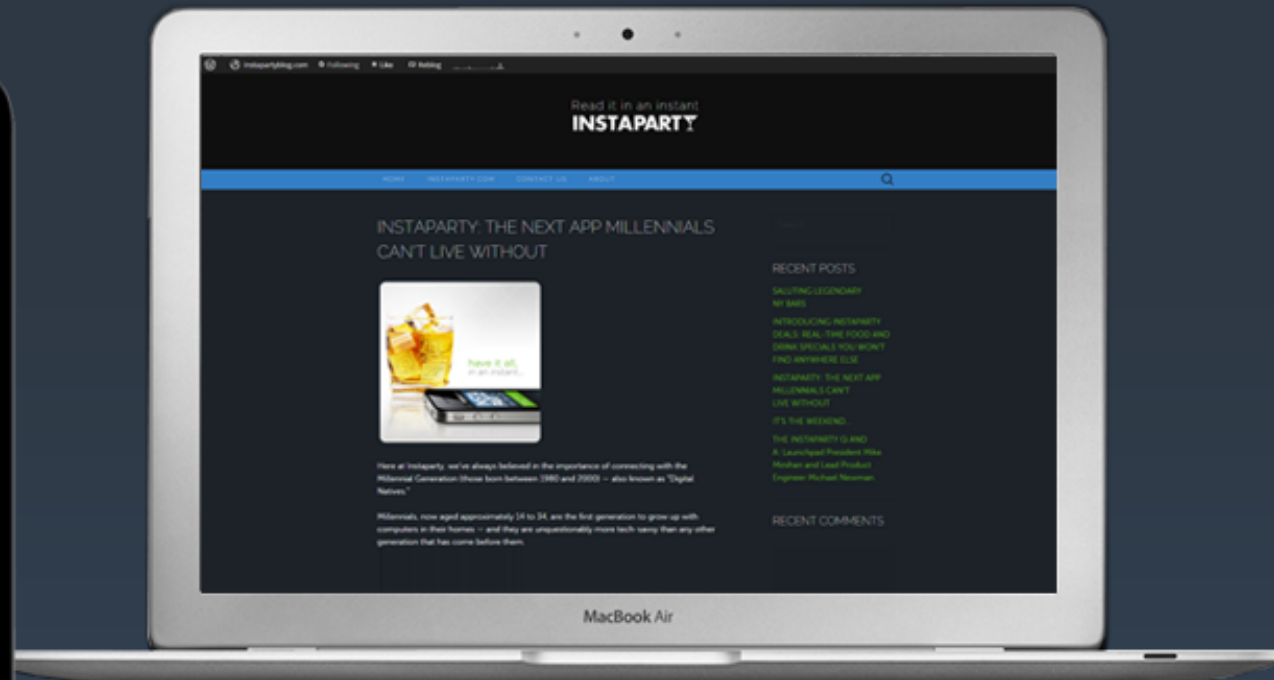 instapartyblog.com Following Like Reblog
Read it in an instant
INSTAPARTY
HOME INSTAPARTY.COM CONTACT US ABOUT
INSTAPARTY: THE NEXT APP MILLENNIALS
CAN'T LIVE WITHOUT
have it all,
in an instant...
Here at Instaparty, we've always believed in the importance of connecting with the
Millennial Generation (those born between 1980 and 2000) – also known as "Digital
Natives."
Millennials, now aged approximately 14 to 34, are the first generation to grow up with
computers in their homes – and they are unquestionably more tech-savvy than any other
generation that has come before them.
RECENT POSTS
SALUTING LEGENDARY
NY BARS
INTRODUCING INSTAPARTY
DEALS: REAL-TIME FOOD AND
DRINK SPECIALS YOU WON'T
FIND ANYWHERE ELSE
INSTAPARTY: THE NEXT APP
MILLENNIALS CAN'T
LIVE WITHOUT
IT'S THE WEEKEND...
THE INSTAPARTY Q AND
A: Launchpad President Mike
Minihan and Lead Product
Engineer Michael Newman
RECENT COMMENTS
MacBook Air